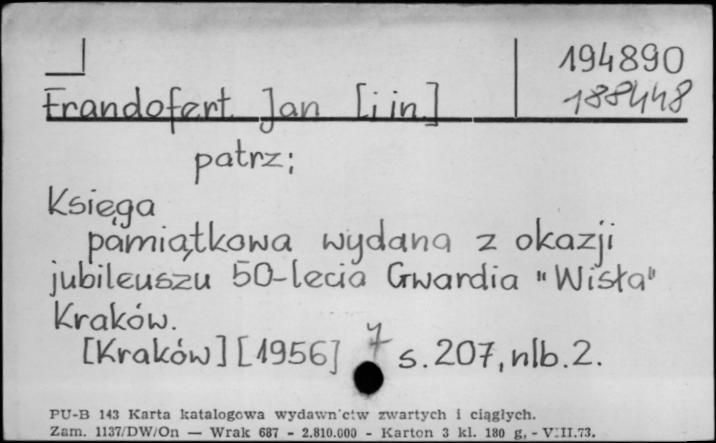 194890
188448
Frandofert Jan [i in.]
patrz;
Księga
pamiątkowa wydana z okazji
jubileuszu 50-lecia Gwardia "Wisła"
Kraków.
[Kraków] [1956] 4 s. 207, nlb. 2.
PU-B 143 Karta katalogowa wydawnictw zwartych i ciągłych.
Zam. 1137/DW/On — Wrak 687 - 2.810.000 - Karton 3 kl. 180 g, - VIII.73.